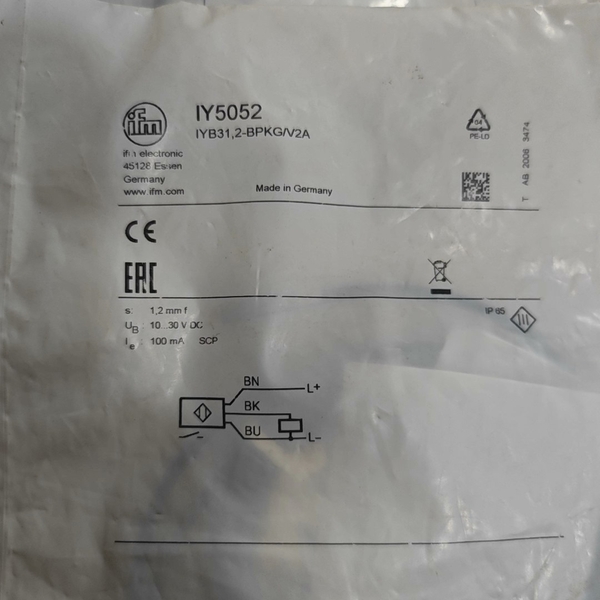 ifm
IY5052
IYB31,2-BPKG/V2A
ifm electronic
45128 Essen
Germany
www.ifm.com
Made in Germany
PE-LD
T AB 2008 3474
CE
EAC
s: 1,2 mm f
UB : 10...30 V DC
Ie : 100 mA SCP
IP 65
BN
L+
BK
BU
L-